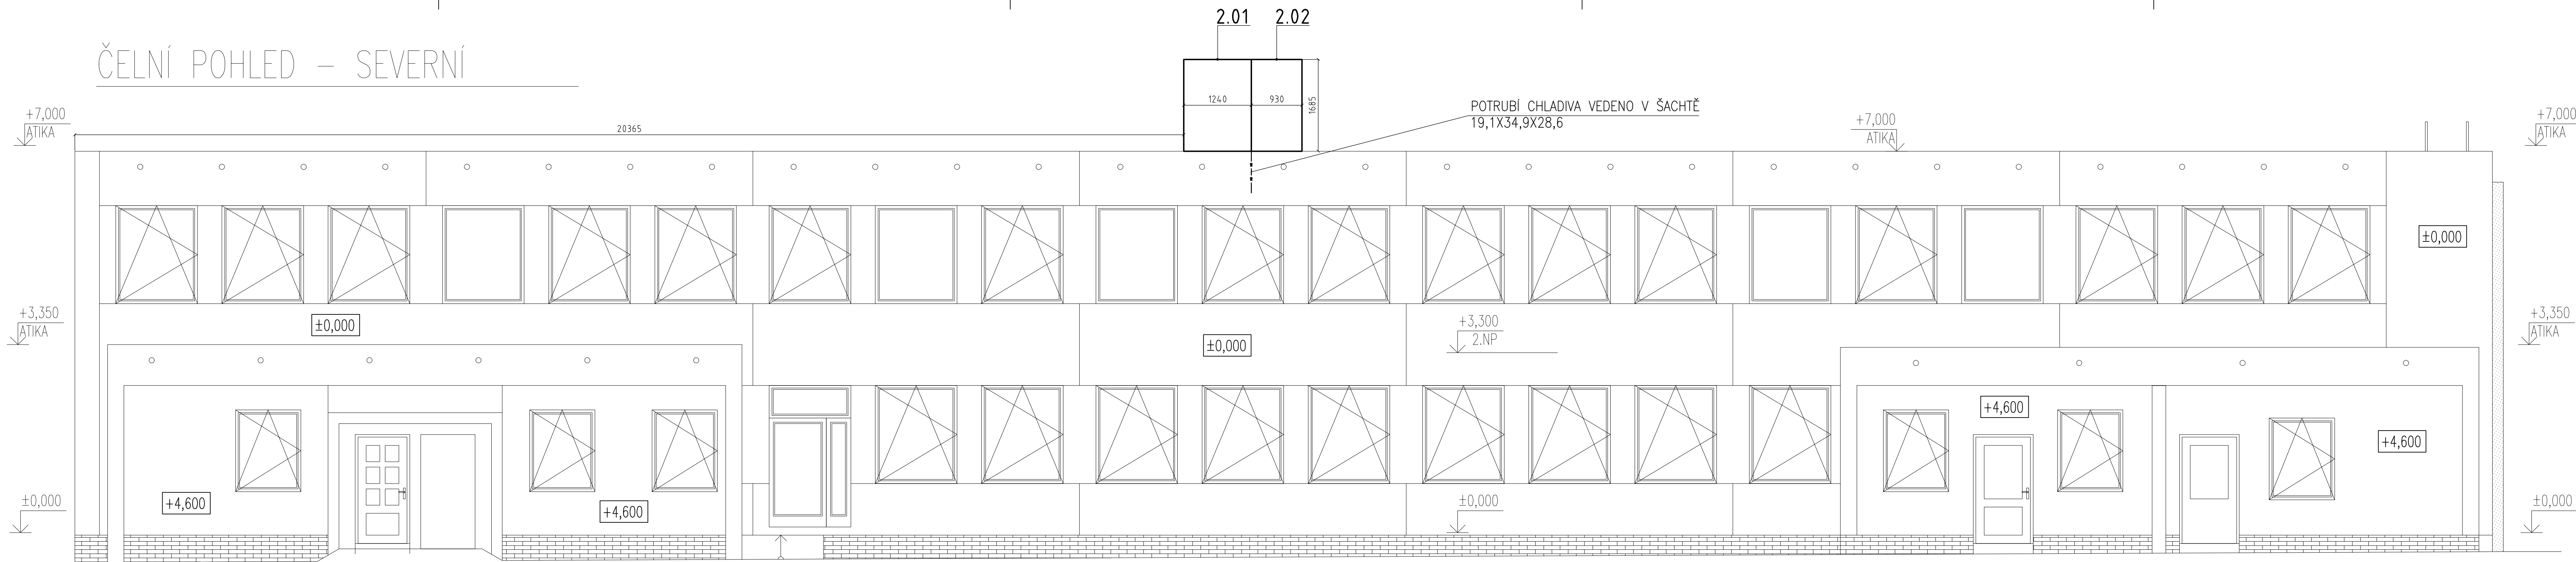 2.01 2.02
ČELNÍ POHLED – SEVERNÍ
1240 930 1685
+7,000
ATIKA
20365
POTRUBÍ CHLADIVA VEDENO V ŠACHTĚ
19,1X34,9X28,6
+7,000
ATIKA
+7,000
ATIKA
±0,000
+3,350
ATIKA
±0,000
±0,000
+3,300
2.NP
+3,350
ATIKA
+4,600
+4,600
±0,000
+4,600
+4,600
±0,000
±0,000